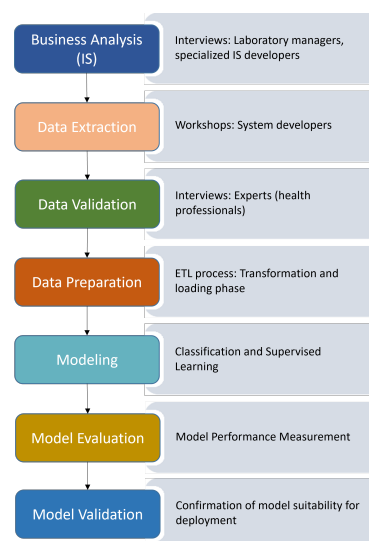 Business Analysis
(IS)
Interviews: Laboratory managers,
specialized IS developers
Data Extraction
Workshops: System developers
Data Validation
Interviews: Experts (health
professionals)
Data Preparation
ETL process: Transformation and
loading phase
Modeling
Classification and Supervised
Learning
Model Evaluation
Model Performance Measurement
Model Validation
Confirmation of model suitability for
deployment